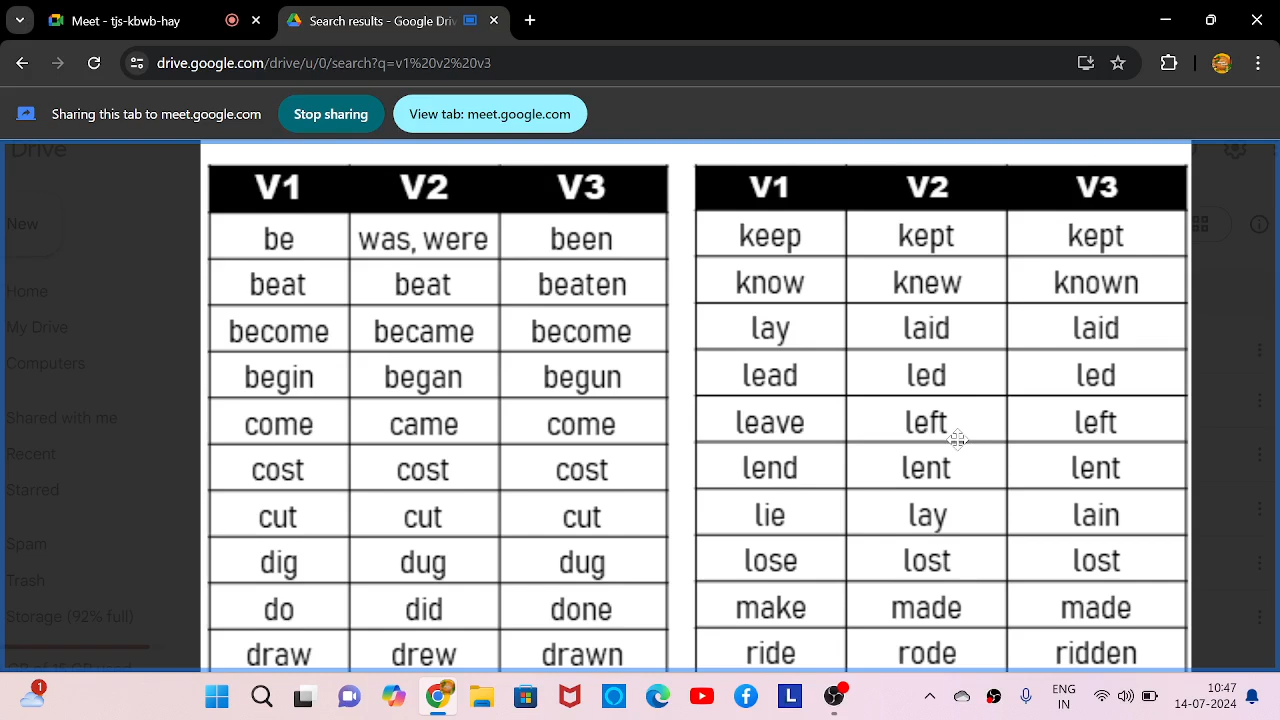 Meet - tjs-kbwb-hay
Search results - Google Driv
drive.google.com/drive/u/0/search?q=v1%20v2%20v3
Sharing this tab to meet.google.com
Stop sharing
View tab: meet.google.com
Drive
New
Home
My Drive
Computers
Shared with me
Recent
Starred
Spam
Trash
Storage (92% full)
V1 V2 V3
be was, were been
beat beat beaten
become became become
begin began begun
come came come
cost cost cost
cut cut cut
dig dug dug
do did done
draw drew drawn
V1 V2 V3
keep kept kept
know knew known
lay laid laid
lead led led
leave left left
lend lent lent
lie lay lain
lose lost lost
make made made
ride rode ridden
1
L
ENG
IN
10:47
14-07-2024